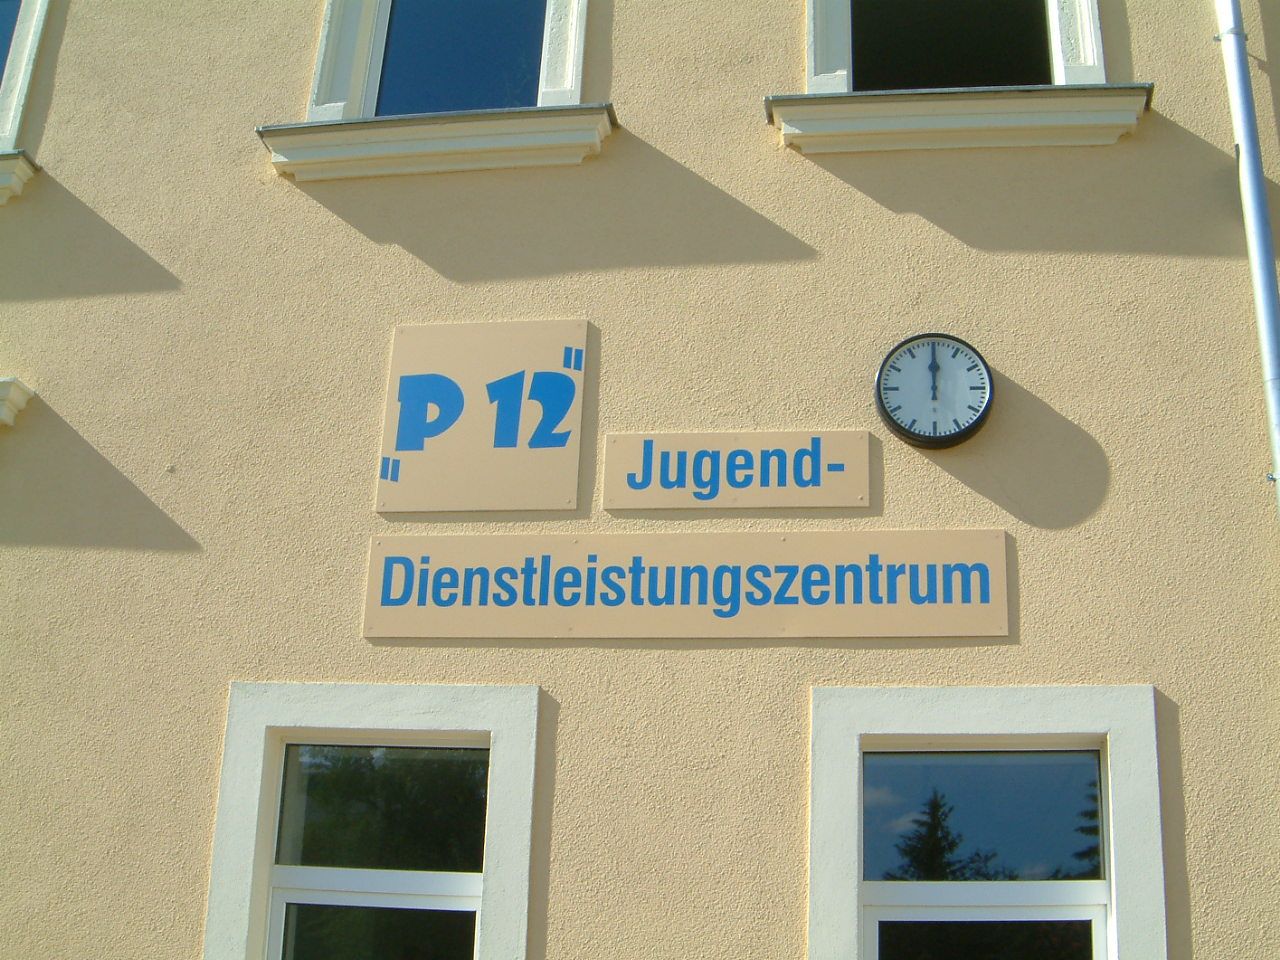 „P 12"
Jugend-
Dienstleistungszentrum